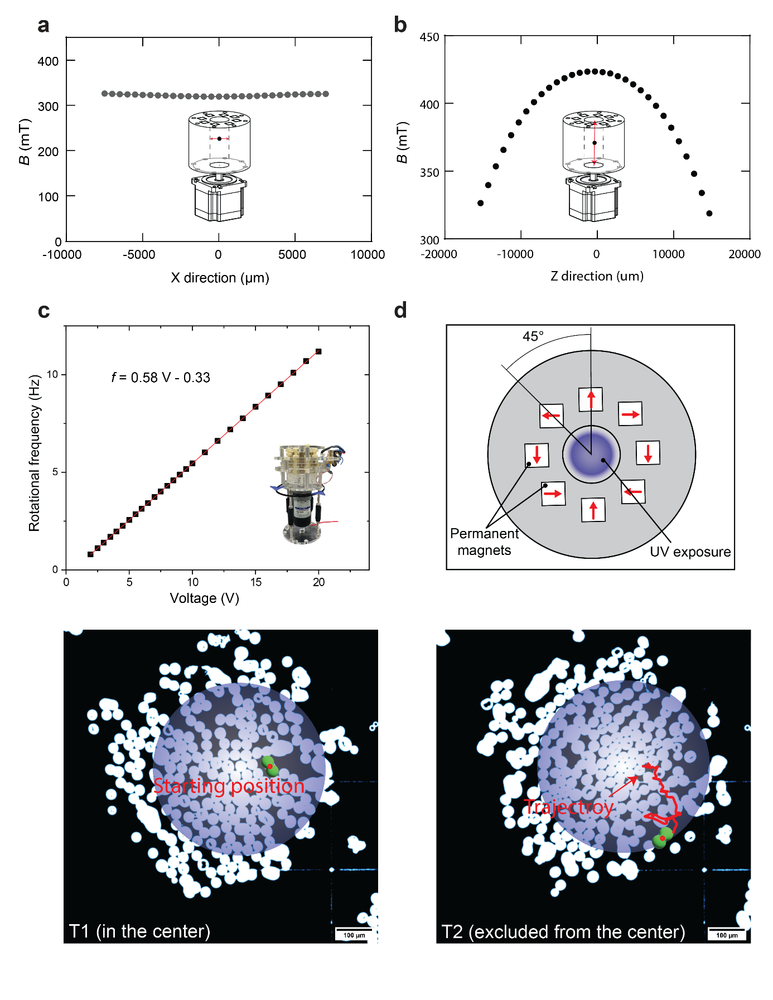 a
400
300
200
100
0
B (mT)
-10000
-5000
0
5000
10000
X direction (µm)
b
450
400
350
300
B (mT)
-20000
-10000
0
10000
20000
Z direction (um)
c
10
5
0
Rotational frequency (Hz)
f = 0.58 V - 0.33
0
5
10
15
20
Voltage (V)
d
45°
Permanent
magnets
UV exposure
Starting position
T1 (in the center)
100 µm
Trajectroy
T2 (excluded from the center)
100 µm